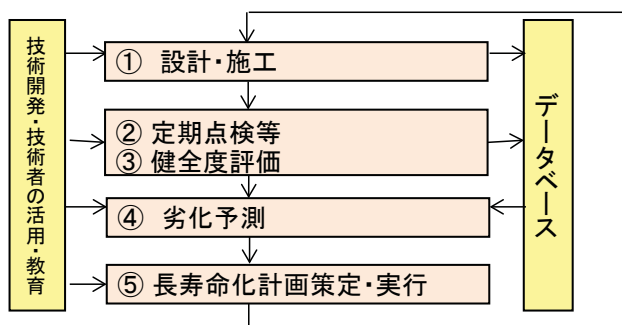 技術開発・技術者の活用・教育
① 設計・施工
② 定期点検等
③ 健全度評価
④ 劣化予測
⑤ 長寿命化計画策定・実行
データベース